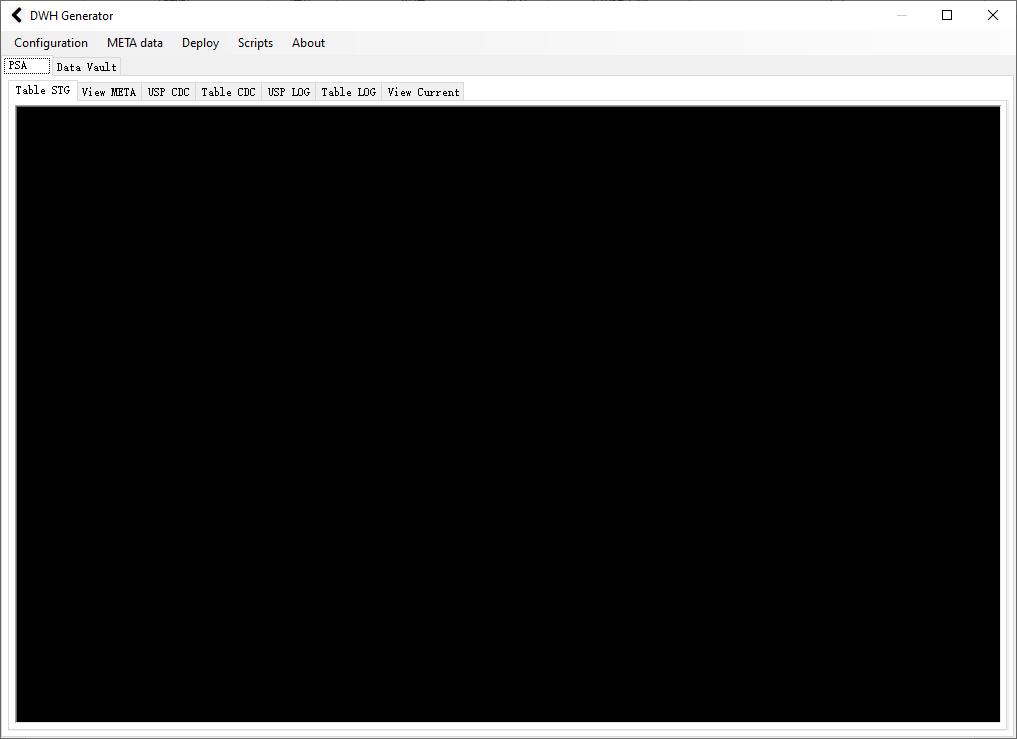 DWH Generator
Configuration META data Deploy Scripts About
PSA Data Vault
Table STG View META USP CDC Table CDC USP LOG Table LOG View Current